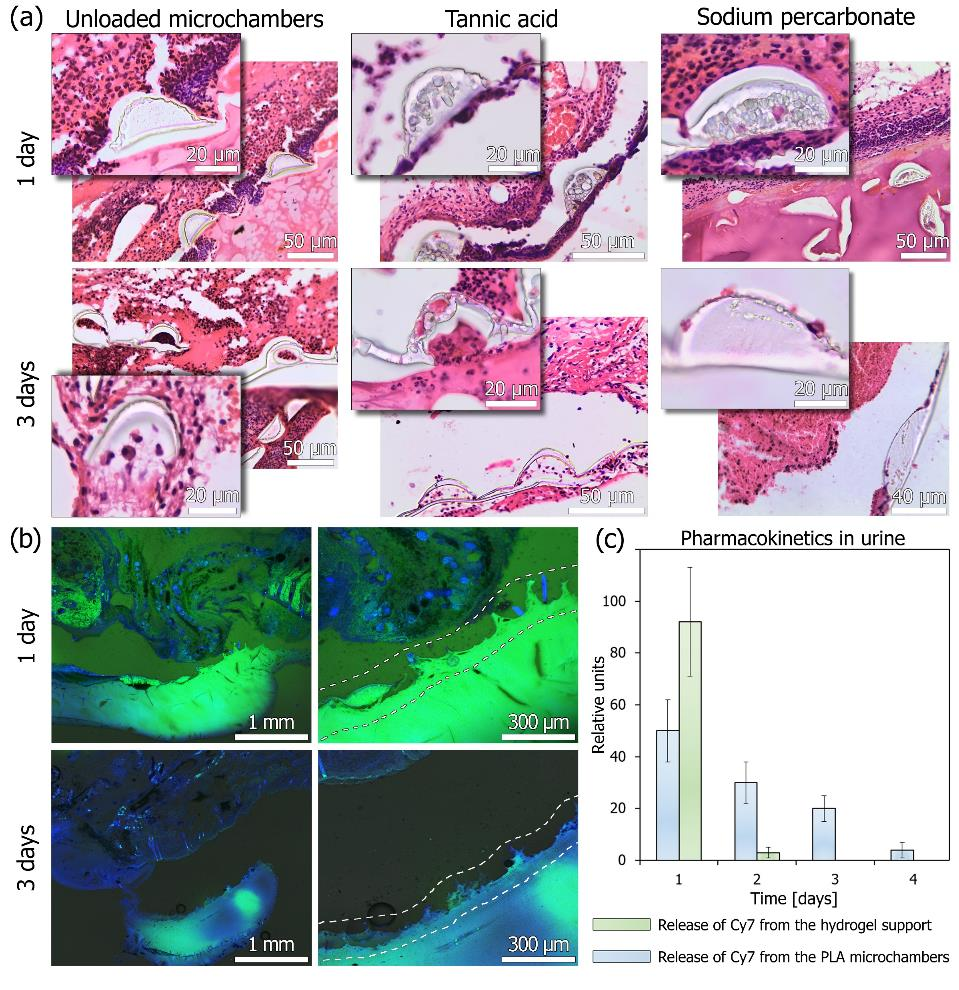 (a) Unloaded microchambers Tannic acid Sodium percarbonate
1 day
20 µm
50 µm
20 µm
50 µm
20 µm
50 µm
3 days
50 µm
20 µm
20 µm
50 µm
20 µm
40 µm
(b)
1 day
1 mm
300 µm
3 days
1 mm
300 µm
(c) Pharmacokinetics in urine
Relative units
100
80
60
40
20
0
1 2 3 4
Time [days]
Release of Cy7 from the hydrogel support
Release of Cy7 from the PLA microchambers